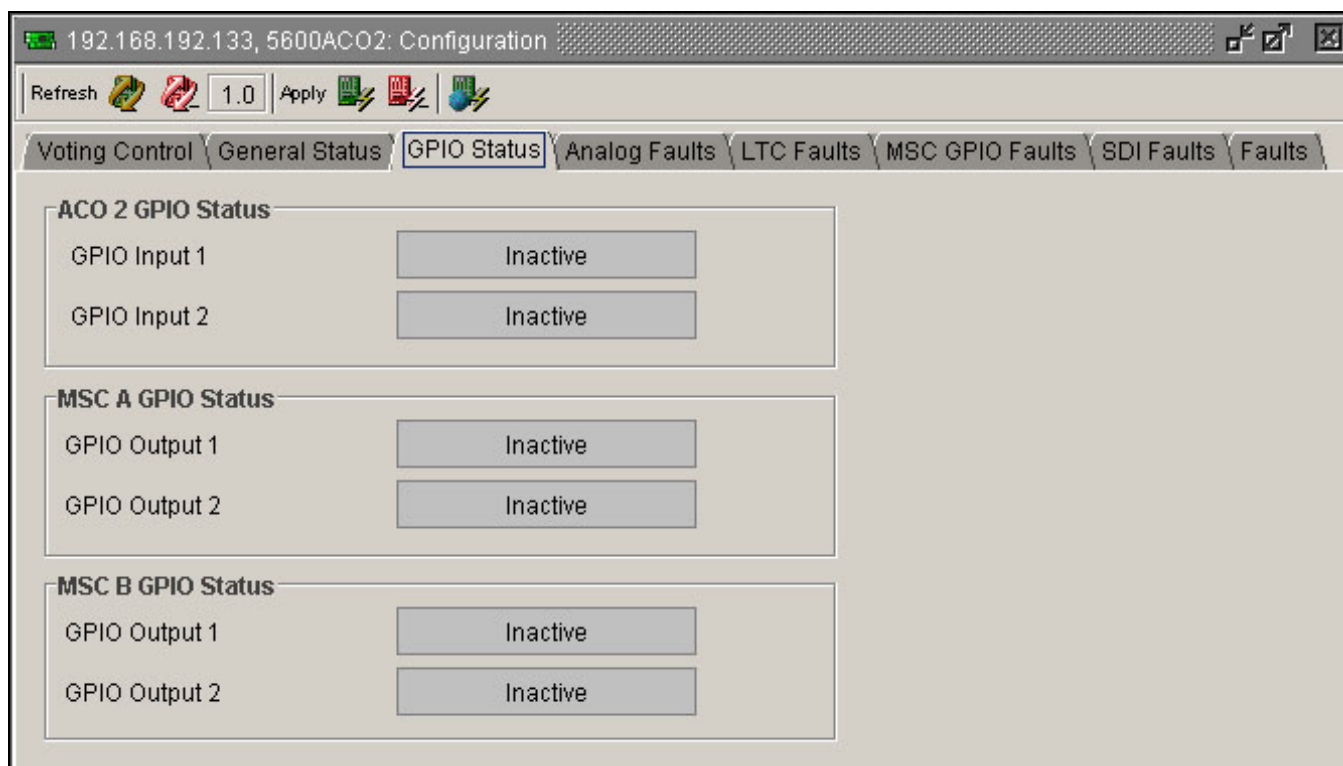 192.168.192.133, 5600ACO2: Configuration
Refresh 1.0 Apply
Voting Control General Status GPIO Status Analog Faults LTC Faults MSC GPIO Faults SDI Faults Faults
ACO 2 GPIO Status
GPIO Input 1 Inactive
GPIO Input 2 Inactive
MSC A GPIO Status
GPIO Output 1 Inactive
GPIO Output 2 Inactive
MSC B GPIO Status
GPIO Output 1 Inactive
GPIO Output 2 Inactive